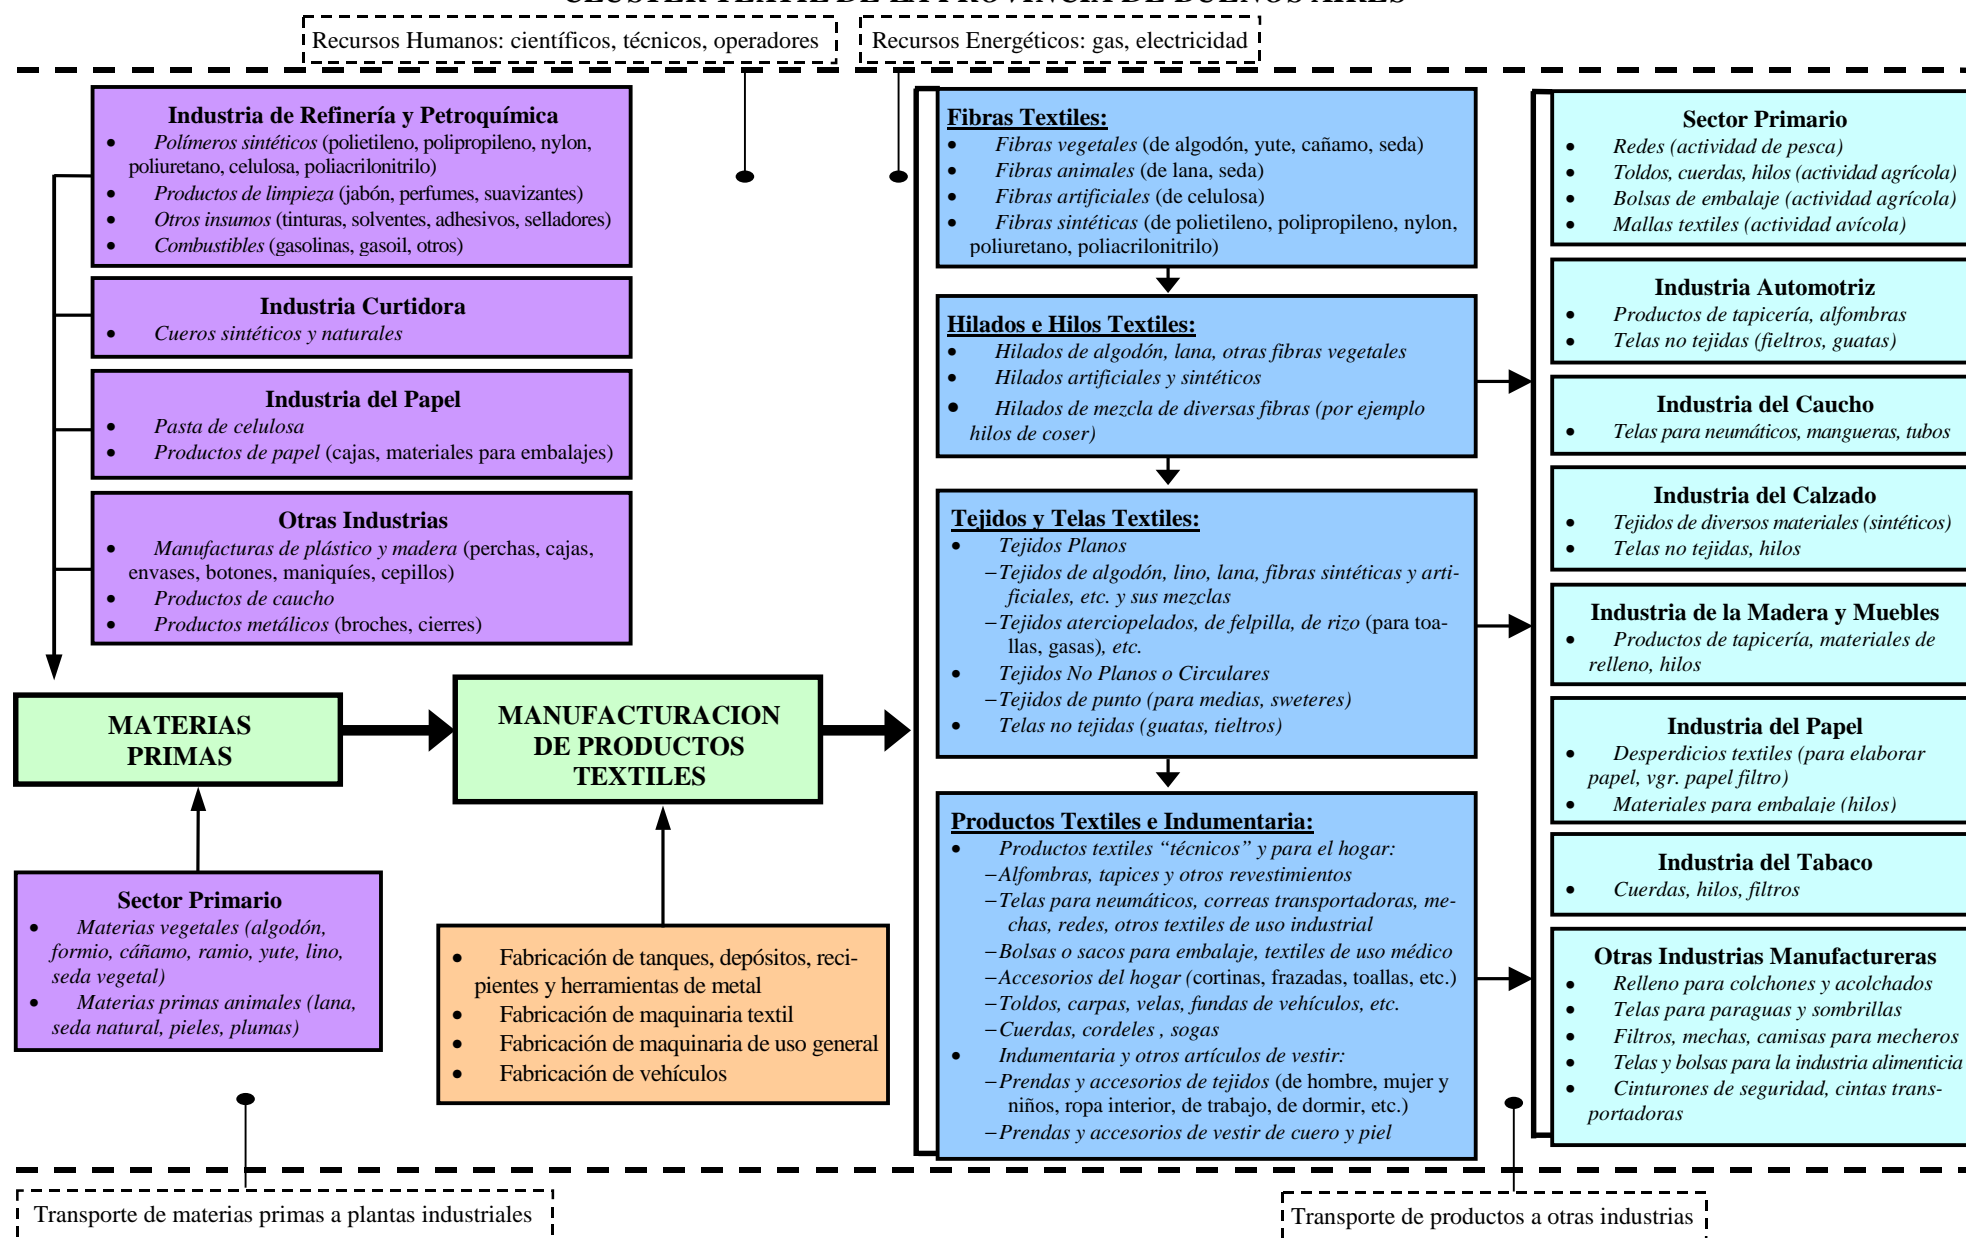 CLUSTER TEXTIL DE LA PROVINCIA DE BUENOS AIRES
Recursos Humanos: científicos, técnicos, operadores
Recursos Energéticos: gas, electricidad
Industria de Refinería y Petroquímica
• Polímeros sintéticos (polietileno, polipropileno, nylon,
poliuretano, celulosa, poliacrilonitrilo)
• Productos de limpieza (jabón, perfumes, suavizantes)
• Otros insumos (tinturas, solventes, adhesivos, selladores)
• Combustibles (gasolinas, gasoil, otros)
Industria Curtidora
• Cueros sintéticos y naturales
Industria del Papel
• Pasta de celulosa
• Productos de papel (cajas, materiales para embalajes)
Otras Industrias
• Manufacturas de plástico y madera (perchas, cajas,
envases, botones, maniquíes, cepillos)
• Productos de caucho
• Productos metálicos (broches, cierres)
MATERIAS
PRIMAS
MANUFACTURACION
DE PRODUCTOS
TEXTILES
Sector Primario
• Materias vegetales (algodón,
formio, cáñamo, ramio, yute, lino,
seda vegetal)
• Materias primas animales (lana,
seda natural, pieles, plumas)
• Fabricación de tanques, depósitos, reci-
pientes y herramientas de metal
• Fabricación de maquinaria textil
• Fabricación de maquinaria de uso general
• Fabricación de vehículos
Fibras Textiles:
• Fibras vegetales (de algodón, yute, cañamo, seda)
• Fibras animales (de lana, seda)
• Fibras artificiales (de celulosa)
• Fibras sintéticas (de polietileno, polipropileno, nylon,
poliuretano, poliacrilonitrilo)
Hilados e Hilos Textiles:
• Hilados de algodón, lana, otras fibras vegetales
• Hilados artificiales y sintéticos
• Hilados de mezcla de diversas fibras (por ejemplo
hilos de coser)
Tejidos y Telas Textiles:
• Tejidos Planos
–Tejidos de algodón, lino, lana, fibras sintéticas y arti-
ficiales, etc. y sus mezclas
–Tejidos aterciopelados, de felpilla, de rizo (para toa-
llas, gasas), etc.
• Tejidos No Planos o Circulares
–Tejidos de punto (para medias, sweteres)
• Telas no tejidas (guatas, tieltros)
Productos Textiles e Indumentaria:
• Productos textiles “técnicos” y para el hogar:
–Alfombras, tapices y otros revestimientos
–Telas para neumáticos, correas transportadoras, me-
chas, redes, otros textiles de uso industrial
–Bolsas o sacos para embalaje, textiles de uso médico
–Accesorios del hogar (cortinas, frazadas, toallas, etc.)
–Toldos, carpas, velas, fundas de vehículos, etc.
–Cuerdas, cordeles , sogas
• Indumentaria y otros artículos de vestir:
–Prendas y accesorios de tejidos (de hombre, mujer y
niños, ropa interior, de trabajo, de dormir, etc.)
–Prendas y accesorios de vestir de cuero y piel
Sector Primario
• Redes (actividad de pesca)
• Toldos, cuerdas, hilos (actividad agrícola)
• Bolsas de embalaje (actividad agrícola)
• Mallas textiles (actividad avícola)
Industria Automotriz
• Productos de tapicería, alfombras
• Telas no tejidas (fieltros, guatas)
Industria del Caucho
• Telas para neumáticos, mangueras, tubos
Industria del Calzado
• Tejidos de diversos materiales (sintéticos)
• Telas no tejidas, hilos
Industria de la Madera y Muebles
• Productos de tapicería, materiales de
relleno, hilos
Industria del Papel
• Desperdicios textiles (para elaborar
papel, vgr. papel filtro)
• Materiales para embalaje (hilos)
Industria del Tabaco
• Cuerdas, hilos, filtros
Otras Industrias Manufactureras
• Relleno para colchones y acolchados
• Telas para paraguas y sombrillas
• Filtros, mechas, camisas para mecheros
• Telas y bolsas para la industria alimenticia
• Cinturones de seguridad, cintas trans-
portadoras
Transporte de materias primas a plantas industriales
Transporte de productos a otras industrias